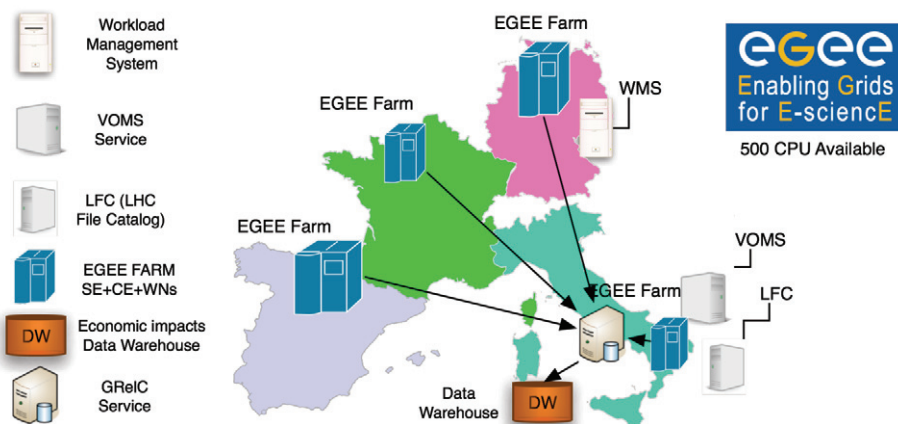 Workload
Management
System
VOMS
Service
LFC (LHC
File Catalog)
EGEE FARM
SE+CE+WNs
DW
Economic impacts
Data Warehouse
GRelC
Service
EGEE Farm
EGEE Farm
EGEE Farm
WMS
eGee
Enabling Grids
for E-sciencE
500 CPU Available
VOMS
EGEE Farm
LFC
Data
Warehouse
DW